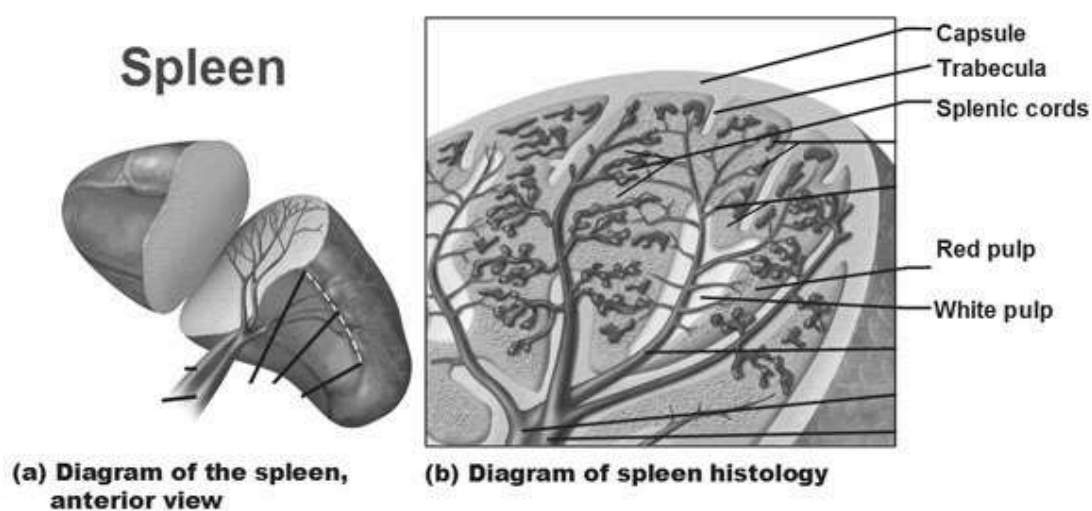 Spleen
Capsule
Trabecula
Splenic cords
Red pulp
White pulp
(a) Diagram of the spleen,
anterior view
(b) Diagram of spleen histology